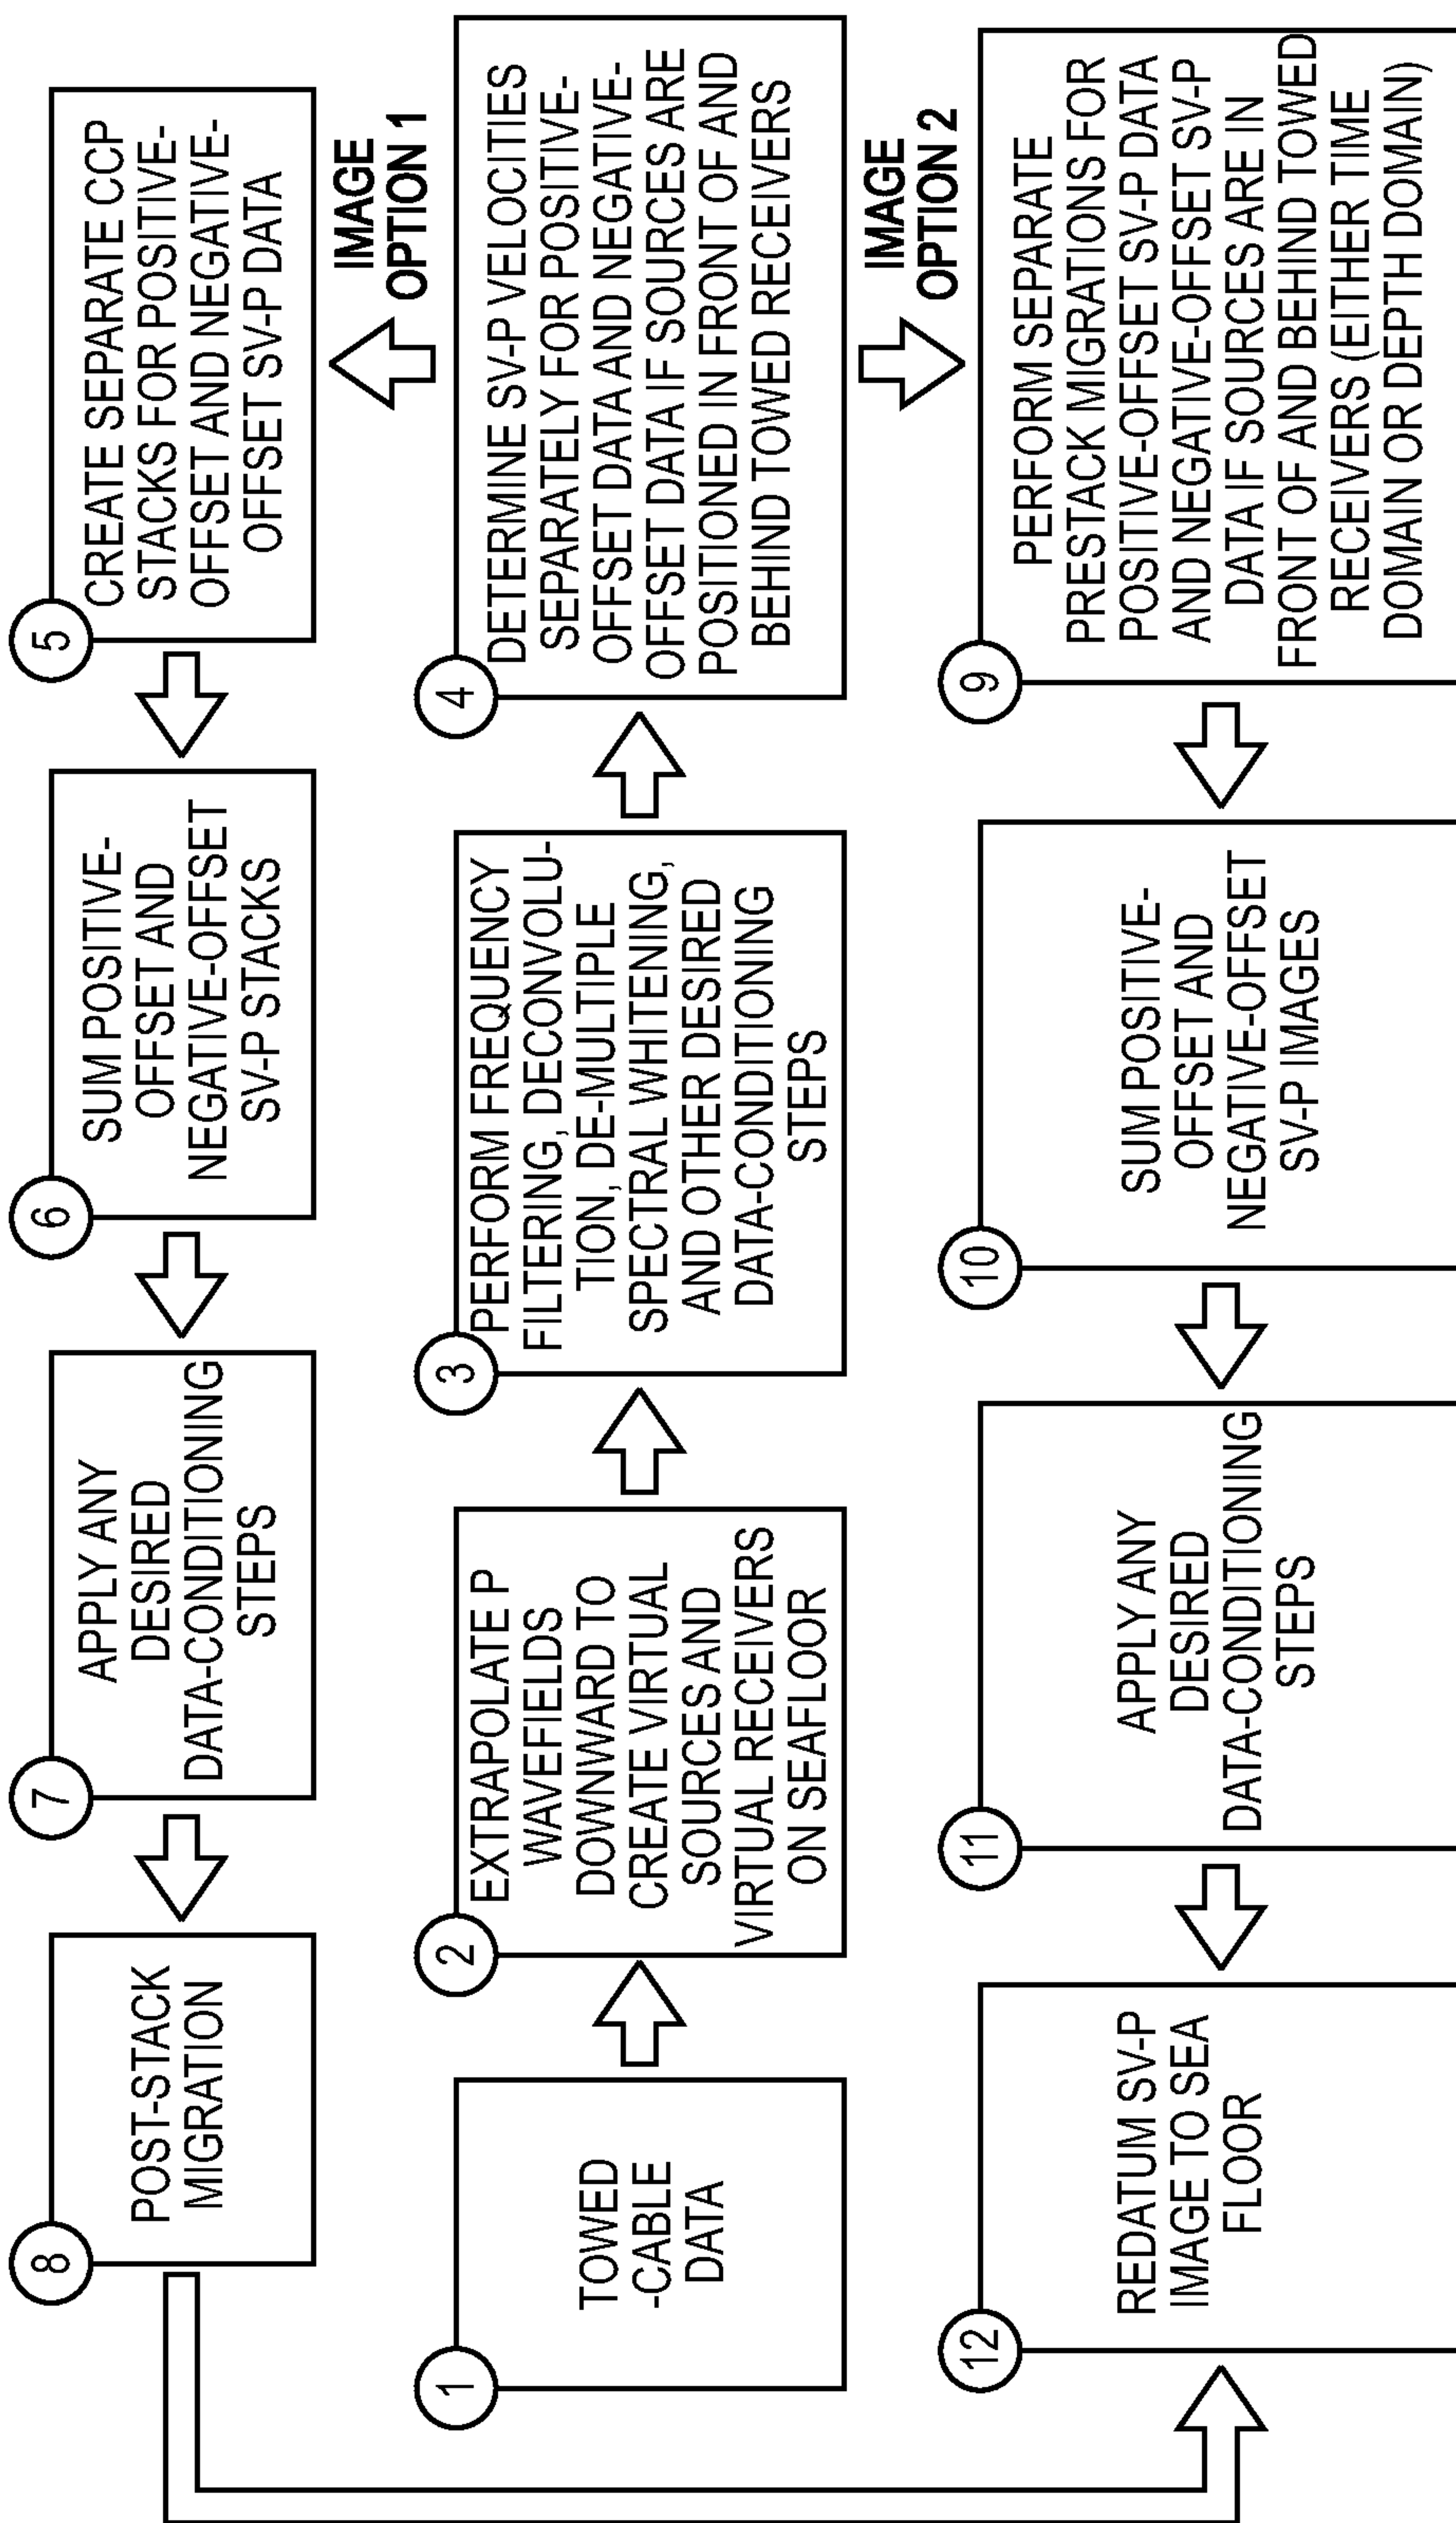 1
TOWED
-CABLE
DATA
2
EXTRAPOLATE P
WAVEFIELDS
DOWNWARD TO
CREATE VIRTUAL
SOURCES AND
VIRTUAL RECEIVERS
ON SEAFLOOR
3
PERFORM FREQUENCY
FILTERING, DECONVOLU-
TION, DE-MULTIPLE
SPECTRAL WHITENING,
AND OTHER DESIRED
DATA-CONDITIONING
STEPS
4
DETERMINE SV-P VELOCITIES
SEPARATELY FOR POSITIVE-
OFFSET DATA AND NEGATIVE-
OFFSET DATA IF SOURCES ARE
POSITIONED IN FRONT OF AND
BEHIND TOWED RECEIVERS
IMAGE
OPTION 1
5
CREATE SEPARATE CCP
STACKS FOR POSITIVE-
OFFSET AND NEGATIVE-
OFFSET SV-P DATA
6
SUM POSITIVE-
OFFSET AND
NEGATIVE-OFFSET
SV-P STACKS
7
APPLY ANY
DESIRED
DATA-CONDITIONING
STEPS
8
POST-STACK
MIGRATION
IMAGE
OPTION 2
9
PERFORM SEPARATE
PRESTACK MIGRATIONS FOR
POSITIVE-OFFSET SV-P DATA
AND NEGATIVE-OFFSET SV-P
DATA IF SOURCES ARE IN
FRONT OF AND BEHIND TOWED
RECEIVERS (EITHER TIME
DOMAIN OR DEPTH DOMAIN)
10
SUM POSITIVE-
OFFSET AND
NEGATIVE-OFFSET
SV-P IMAGES
11
APPLY ANY
DESIRED
DATA-CONDITIONING
STEPS
12
REDATUM SV-P
IMAGE TO SEA
FLOOR